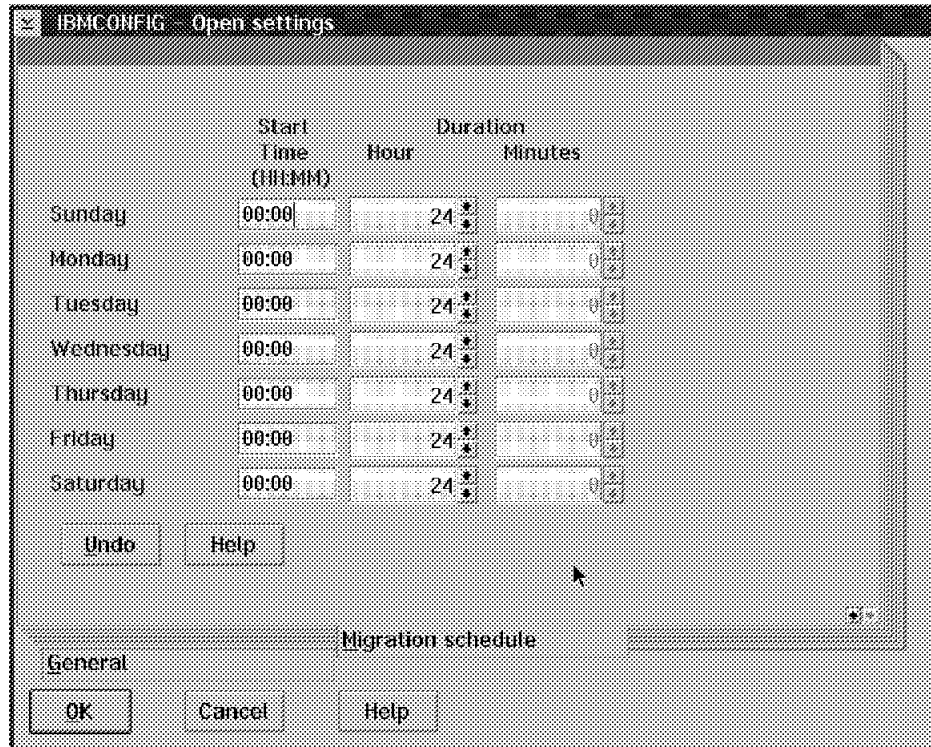 IBMCONFIG - Open settings
Start Duration
Time Hour Minutes
(HH:MM)
Sunday 00:00 24 0
Monday 00:00 24 0
Tuesday 00:00 24 0
Wednesday 00:00 24 0
Thursday 00:00 24 0
Friday 00:00 24 0
Saturday 00:00 24 0
Undo Help
Migration schedule
General
OK Cancel Help